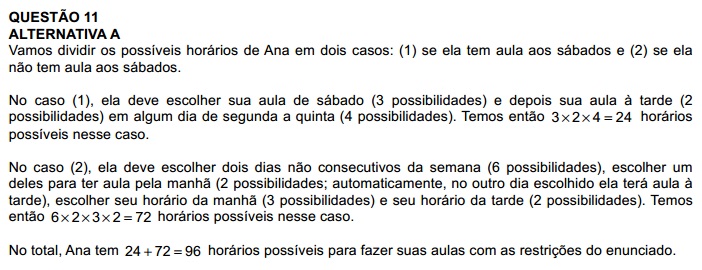 QUESTÃO 11
ALTERNATIVA A
Vamos dividir os possíveis horários de Ana em dois casos: (1) se ela tem aula aos sábados e (2) se ela
não tem aula aos sábados.
No caso (1), ela deve escolher sua aula de sábado (3 possibilidades) e depois sua aula à tarde (2
possibilidades) em algum dia de segunda a quinta (4 possibilidades). Temos então 3×2×4=24 horários
possíveis nesse caso.
No caso (2), ela deve escolher dois dias não consecutivos da semana (6 possibilidades), escolher um
deles para ter aula pela manhã (2 possibilidades; automaticamente, no outro dia escolhido ela terá aula à
tarde), escolher seu horário da manhã (3 possibilidades) e seu horário da tarde (2 possibilidades). Temos
então 6×2×3×2=72 horários possíveis nesse caso.
No total, Ana tem 24+72=96 horários possíveis para fazer suas aulas com as restrições do enunciado.